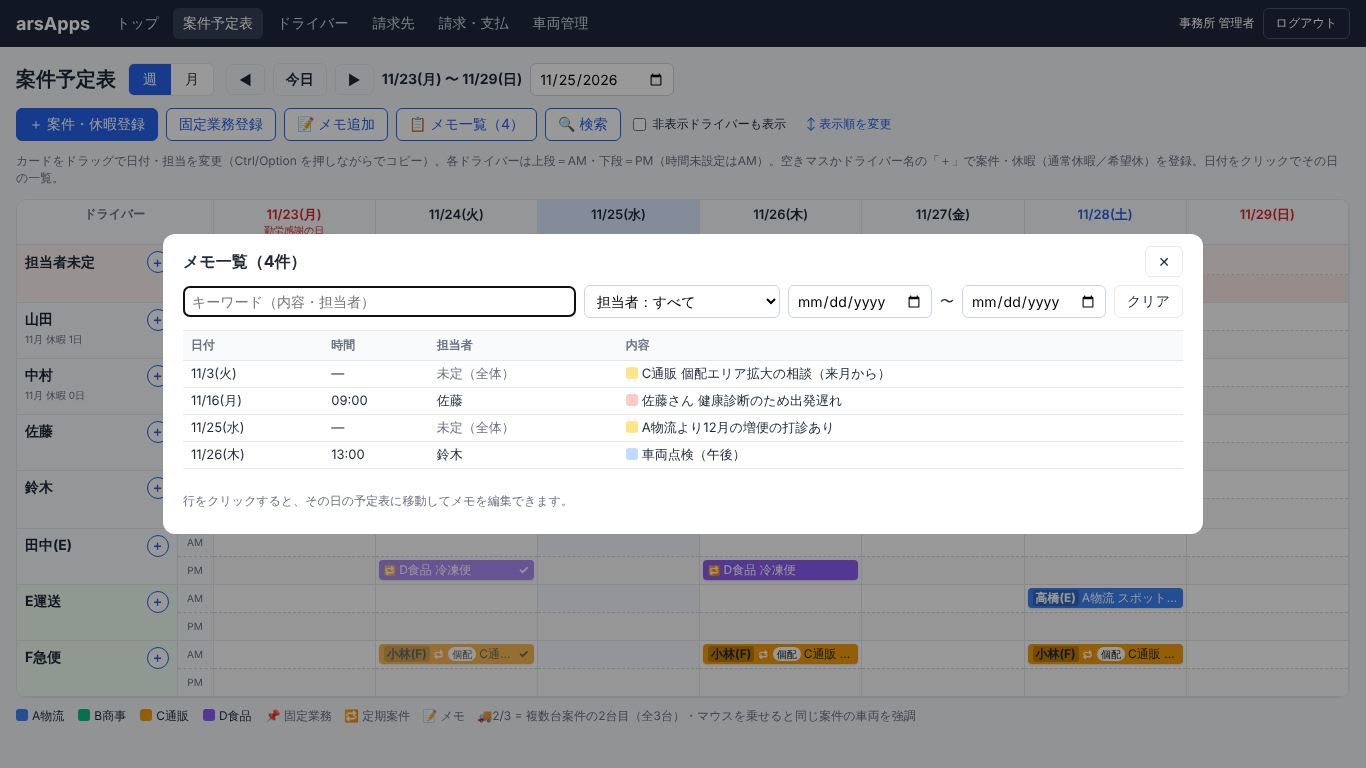 arsApps トップ 案件予定表 ドライバー 請求先 請求・支払 車両管理 事務所 管理者 ログアウト
案件予定表 週 月 ◀ 今日 ▶ 11/23(月) 〜 11/29(日) 11/25/2026
＋ 案件・休暇登録 固定業務登録 📝 メモ追加 📋 メモ一覧（4） 🔍 検索 非表示ドライバーも表示 ↕ 表示順を変更
カードをドラッグで日付・担当を変更（Ctrl/Option を押しながらでコピー）。各ドライバーは上段＝AM・下段＝PM（時間未設定はAM）。空きマスかドライバー名の「＋」で案件・休暇（通常休暇／希望休）を登録。日付をクリックでその日
の一覧。
ドライバー 11/23(月) 11/24(火) 11/25(水) 11/26(木) 11/27(金) 11/28(土) 11/29(日)
勤労感謝の日
メモ一覧（4件） ✕
キーワード（内容・担当者） 担当者：すべて mm/dd/yyyy 〜 mm/dd/yyyy クリア
日付 時間 担当者 内容
11/3(火) — 未定（全体） C通販 個配エリア拡大の相談（来月から）
11/16(月) 09:00 佐藤 佐藤さん 健康診断のため出発遅れ
11/25(水) — 未定（全体） A物流より12月の増便の打診あり
11/26(木) 13:00 鈴木 車両点検（午後）
行をクリックすると、その日の予定表に移動してメモを編集できます。
担当者未定 +
山田 +
11月 休暇 1日
中村 +
11月 休暇 0日
佐藤 +
鈴木 +
田中(E) + AM
PM 🔁 D食品 冷凍便 ✓ 🔁 D食品 冷凍便
E運送 + AM 高橋(E) A物流 スポット…
PM
F急便 + AM 小林(F) 🔁 個配 C通… ✓ 小林(F) 🔁 個配 C通販 … 小林(F) 🔁 個配 C通販 …
PM
A物流 B商事 C通販 D食品 📌 固定業務 🔁 定期案件 📝 メモ 🚚2/3 = 複数台案件の2台目（全3台）・マウスを乗せると同じ案件の車両を強調